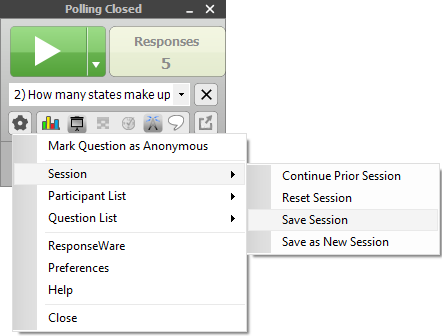 Polling Closed
Responses
5
2) How many states make up
Mark Question as Anonymous
Session
Participant List
Question List
ResponseWare
Preferences
Help
Close
Continue Prior Session
Reset Session
Save Session
Save as New Session